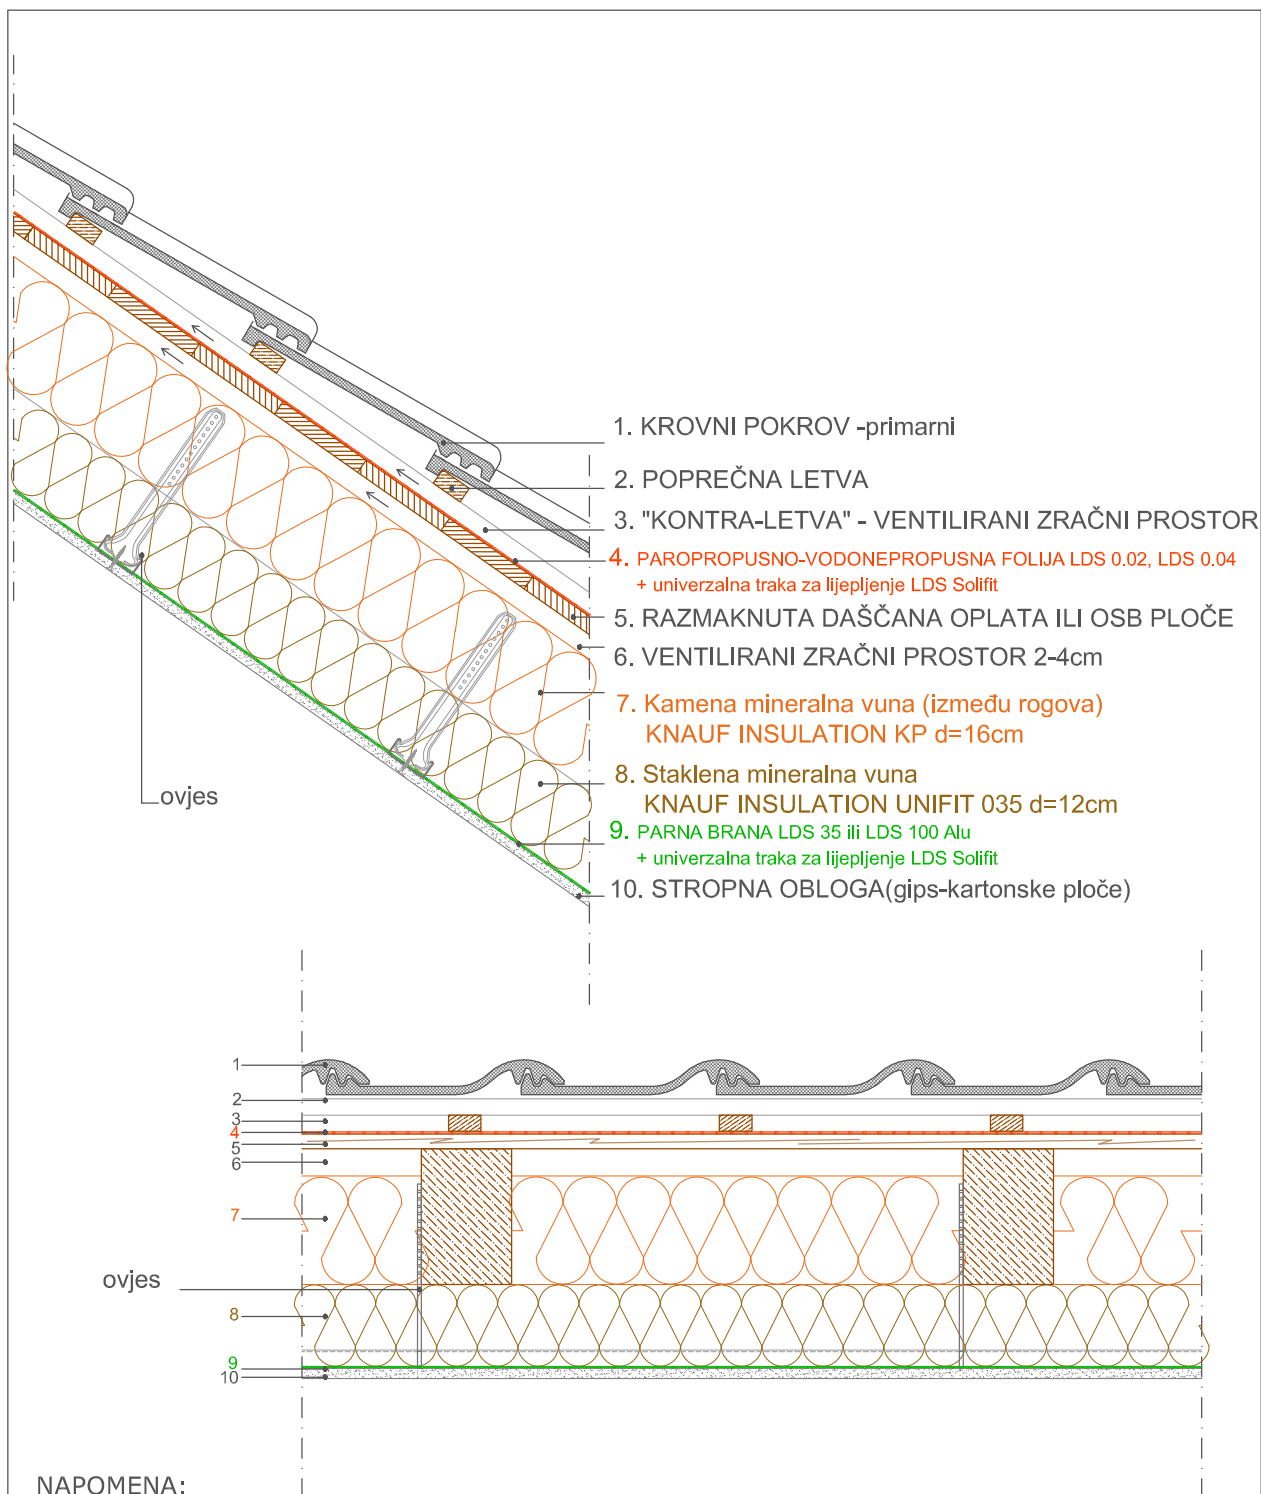 1. KROVNI POKROV -primarni
2. POPREČNA LETVA
3. "KONTRA-LETVA" - VENTILIRANI ZRAČNI PROSTOR
4. PAROPROPUSNO-VODONEPROPUSNA FOLIJA LDS 0.02, LDS 0.04
+ univerzalna traka za lijepljenje LDS Solifit
5. RAZMAKNUTA DAŠČANA OPLATA ILI OSB PLOČE
6. VENTILIRANI ZRAČNI PROSTOR 2-4cm
7. Kamena mineralna vuna (između rogova)
KNAUF INSULATION KP d=16cm
8. Staklena mineralna vuna
KNAUF INSULATION UNIFIT 035 d=12cm
ovjes
9. PARNA BRANA LDS 35 ili LDS 100 Alu
+ univerzalna traka za lijepljenje LDS Solifit
10. STROPNA OBLOGA(gips-kartonske ploče)
1
2
3
4
5
6
7
ovjes
8
9
10
NAPOMENA: